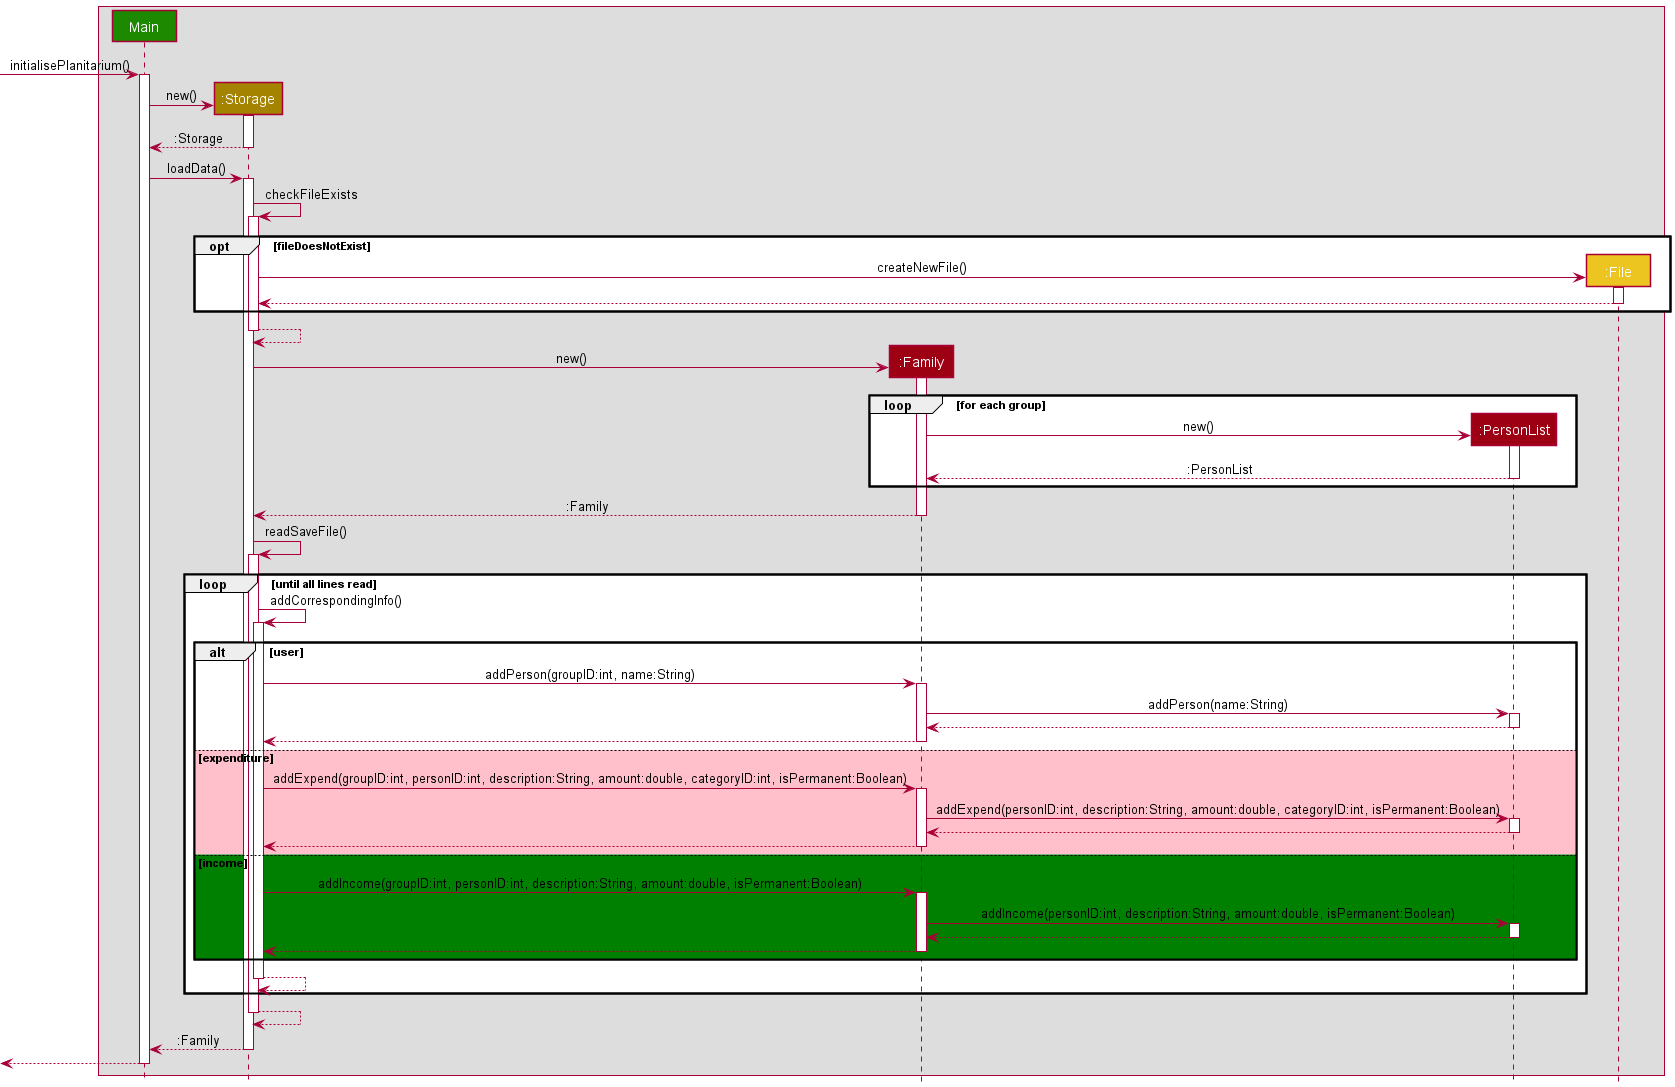 Main
initialisePlanitarium()
new()
:Storage
:Storage
loadData()
checkFileExists
opt
[fileDoesNotExist]
createNewFile()
:File
new()
:Family
loop
[for each group]
new()
:PersonList
:PersonList
:Family
readSaveFile()
loop
[until all lines read]
addCorrespondingInfo()
alt
[user]
addPerson(groupID:int, name:String)
addPerson(name:String)
[expenditure]
addExpend(groupID:int, personID:int, description:String, amount:double, categoryID:int, isPermanent:Boolean)
addExpend(personID:int, description:String, amount:double, categoryID:int, isPermanent:Boolean)
[income]
addIncome(groupID:int, personID:int, description:String, amount:double, isPermanent:Boolean)
addIncome(personID:int, description:String, amount:double, isPermanent:Boolean)
:Family